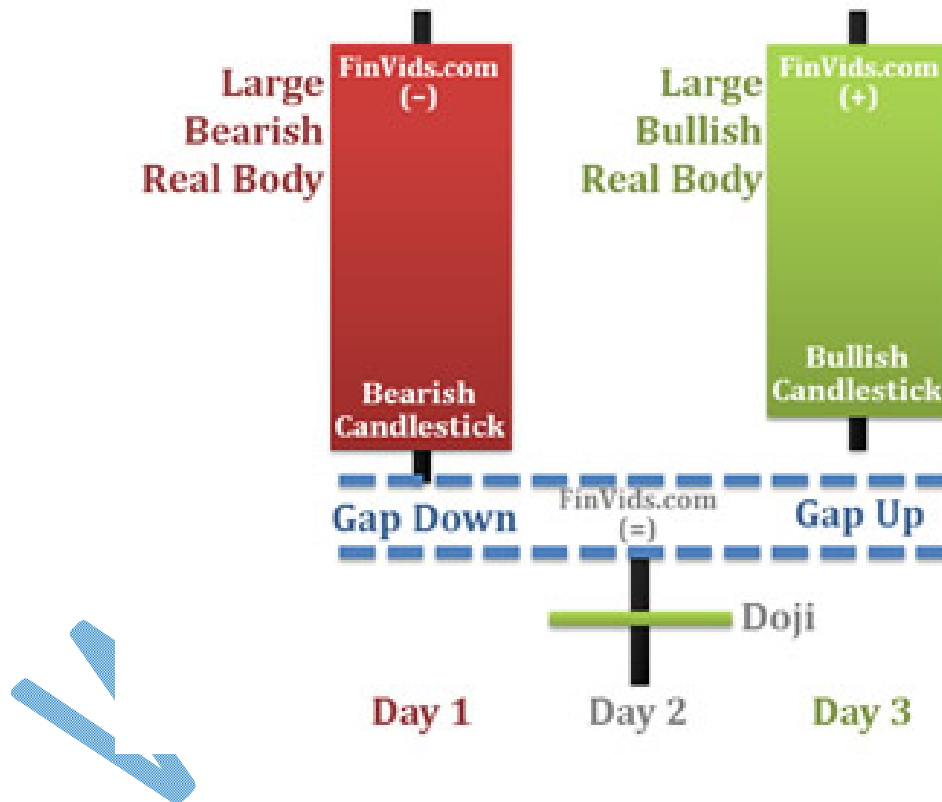 FinVids.com
(−)
Large
Bearish
Real Body
Bearish
Candlestick
FinVids.com
(+)
Large
Bullish
Real Body
Bullish
Candlestick
Gap Down
FinVids.com
(=)
Gap Up
Doji
Day 1
Day 2
Day 3